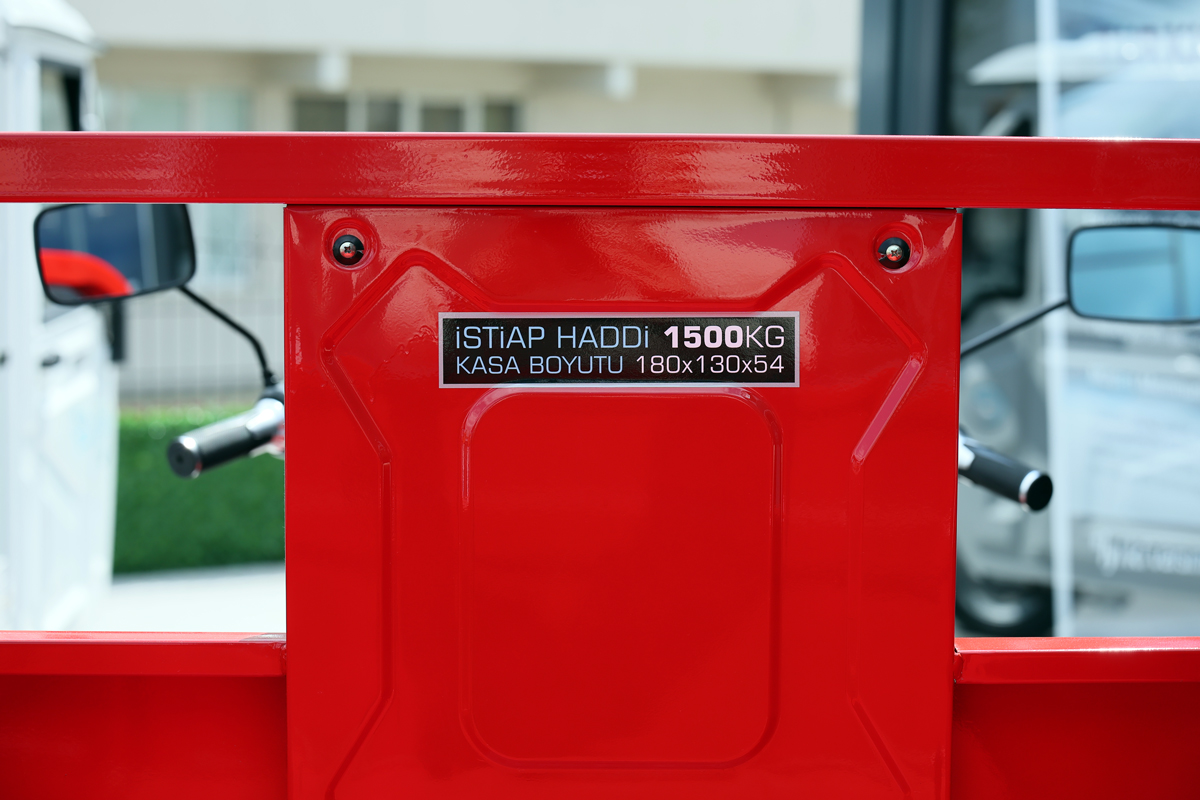 iSTiAP HADDi 1500KG
KASA BOYUTU 180x130x54